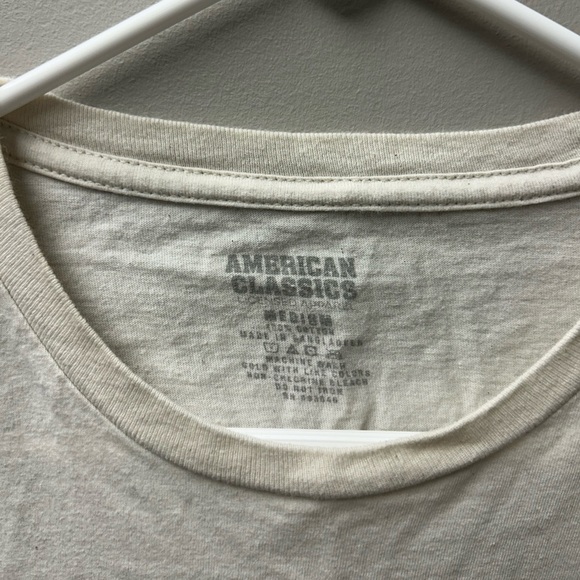 AMERICAN
CLASSICS
LICENSED APPAREL
MEDIUM
100% COTTON
MADE IN BANGLADESH
MACHINE WASH
COLD WITH LIKE COLORS
NON-CHLORINE BLEACH
DO NOT IRON